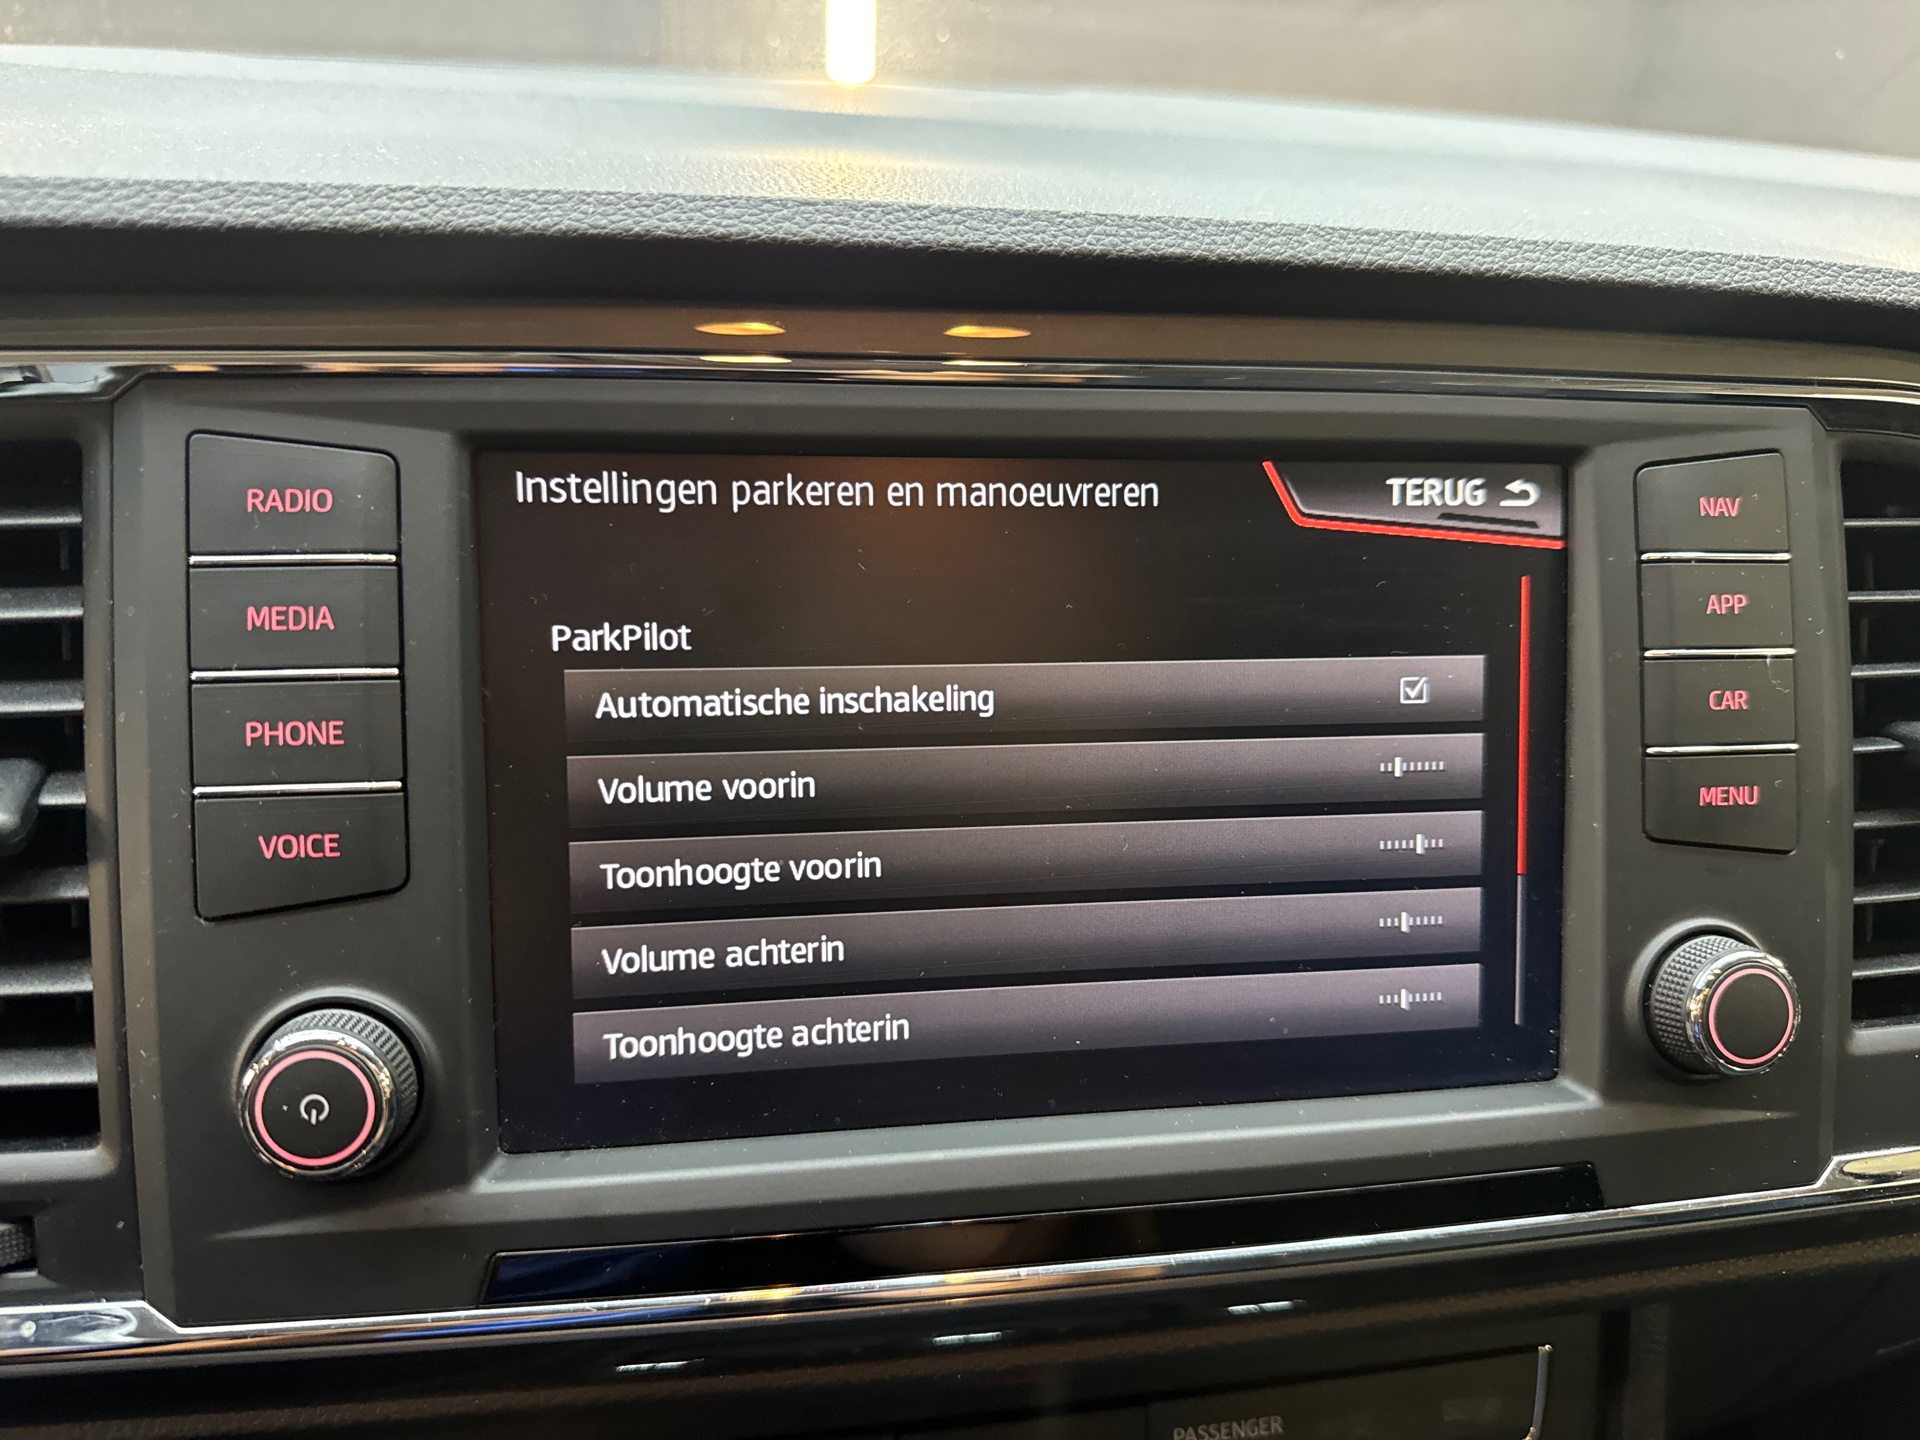 Instellingen parkeren en manoeuvreren
TERUG
ParkPilot
Automatische inschakeling
Volume voorin
Toonhoogte voorin
Volume achterin
Toonhoogte achterin
RADIO
MEDIA
PHONE
VOICE
NAV
APP
CAR
MENU
PASSENGER